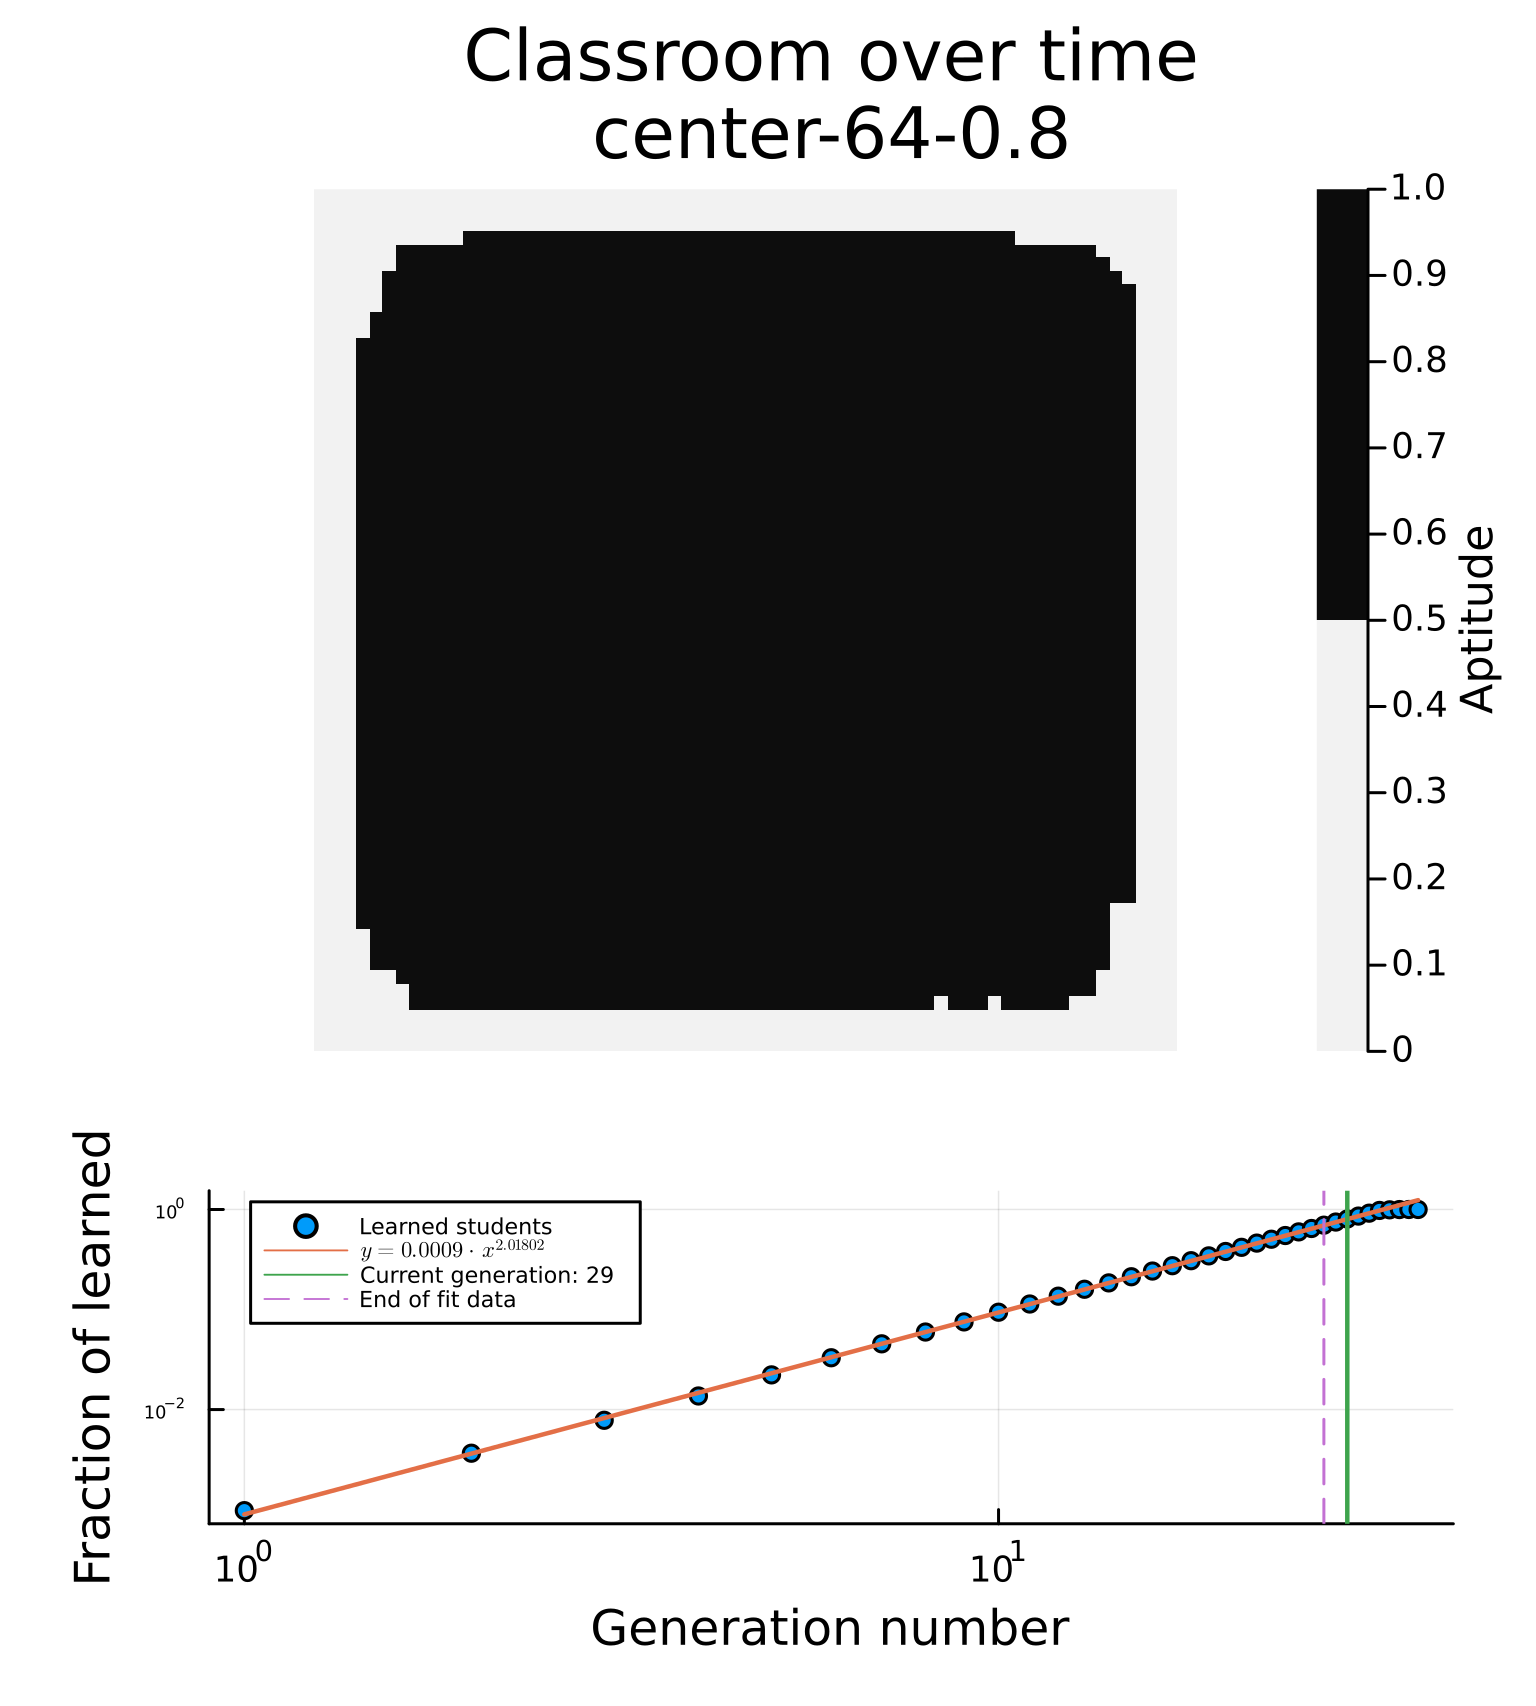 Classroom over time
center-64-0.8
1.0
0.9
0.8
0.7
0.6
0.5
0.4
0.3
0.2
0.1
0
Aptitude
Fraction of learned
10⁰
10⁻²
Learned students
y = 0.0009 · x^2.01802
Current generation: 29
End of fit data
10⁰
10¹
Generation number